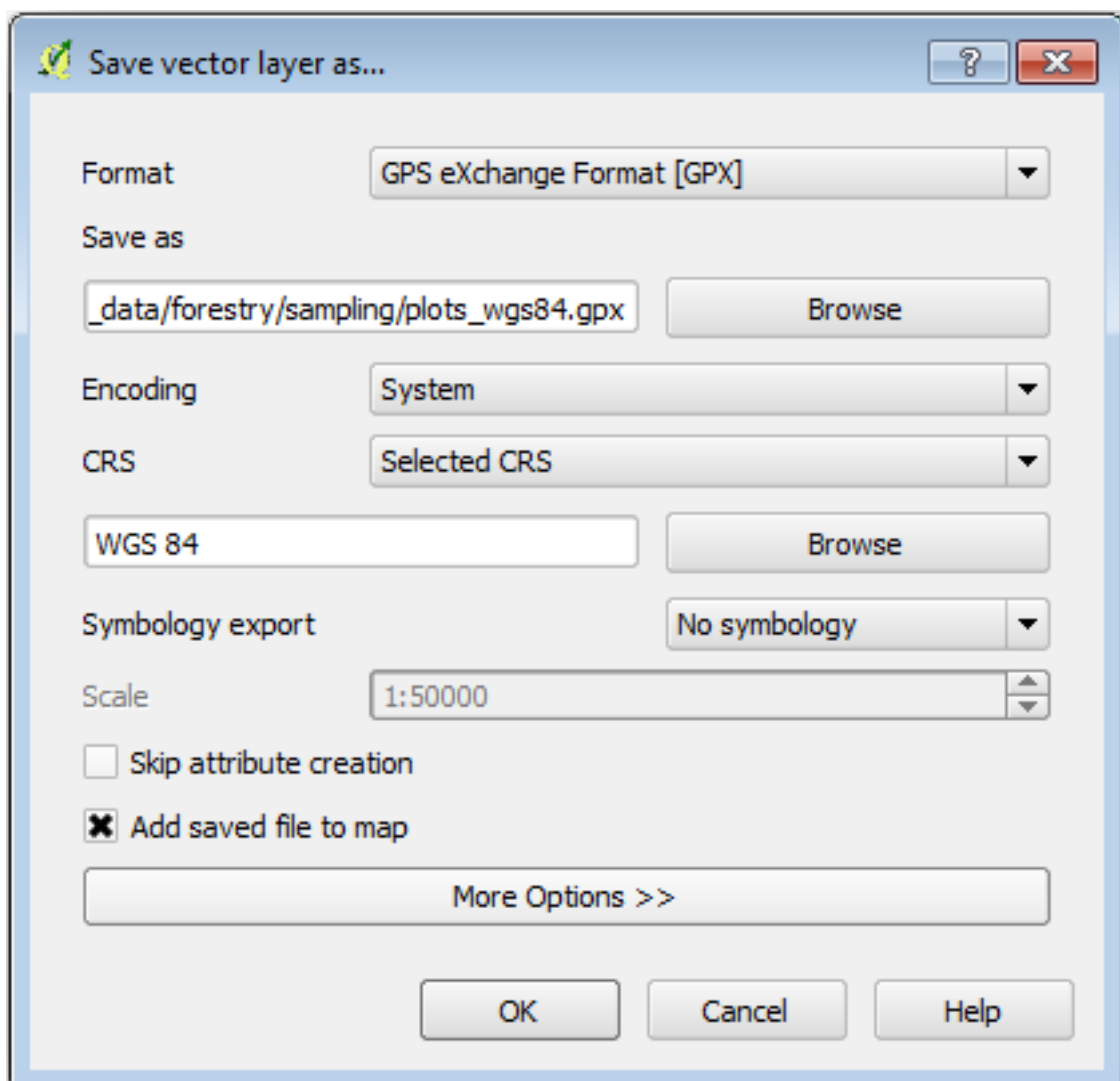 Save vector layer as...
Format GPS eXchange Format [GPX]
Save as
_data/forestry/sampling/plots_wgs84.gpx Browse
Encoding System
CRS Selected CRS
WGS 84 Browse
Symbology export No symbology
Scale 1:50000
Skip attribute creation
Add saved file to map
More Options >>
OK Cancel Help